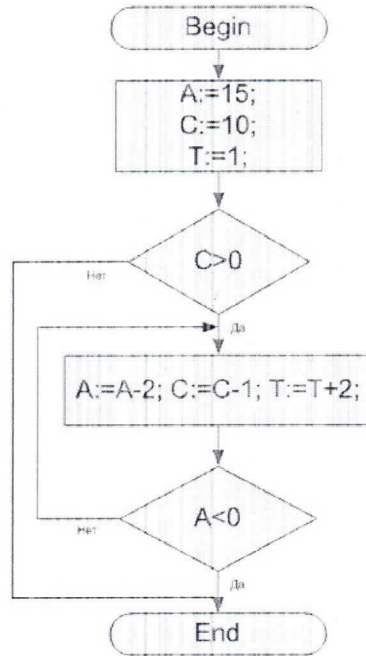 Begin
A:=15;
C:=10;
T:=1;
C>0
Нет
Да
A:=A-2; C:=C-1; T:=T+2;
A<0
Нет
Да
End